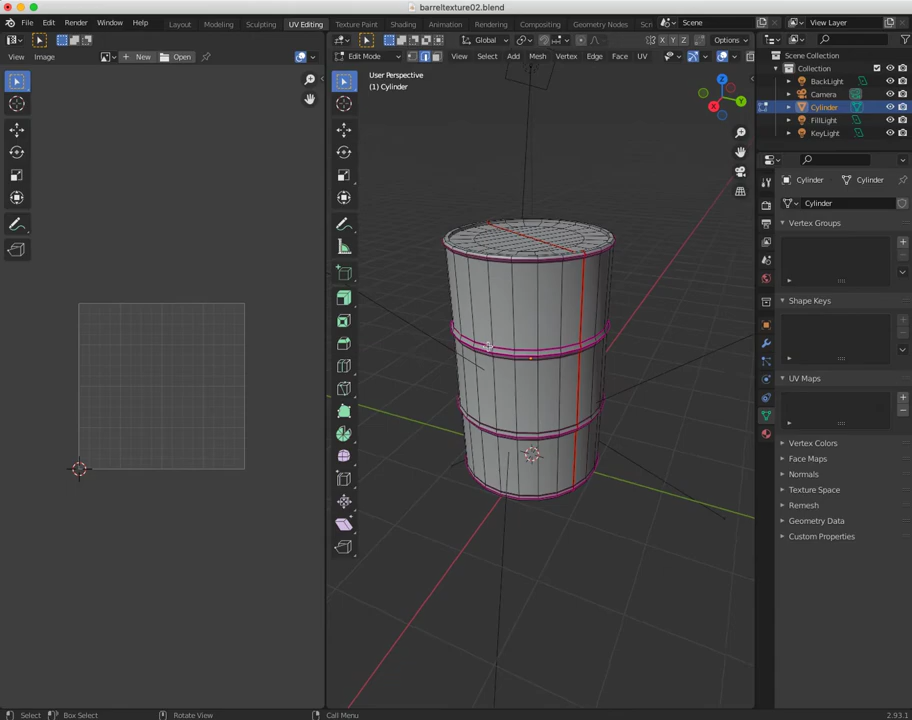 barreltexture02.blend
File Edit Render Window Help
Layout Modeling Sculpting UV Editing Texture Paint Shading Animation Rendering Compositing Geometry Nodes Scri
Scene
View Layer
Global
X Y Z
Options
View Image
New
Open
Edit Mode
View Select Add Mesh Vertex Edge Face UV
User Perspective
(1) Cylinder
Z
Y
X
Scene Collection
Collection
BackLight
Camera
Cylinder
FillLight
KeyLight
Cylinder
Cylinder
Cylinder
Vertex Groups
Shape Keys
UV Maps
Vertex Colors
Face Maps
Normals
Texture Space
Remesh
Geometry Data
Custom Properties
Select
Box Select
Rotate View
Call Menu
2.93.1